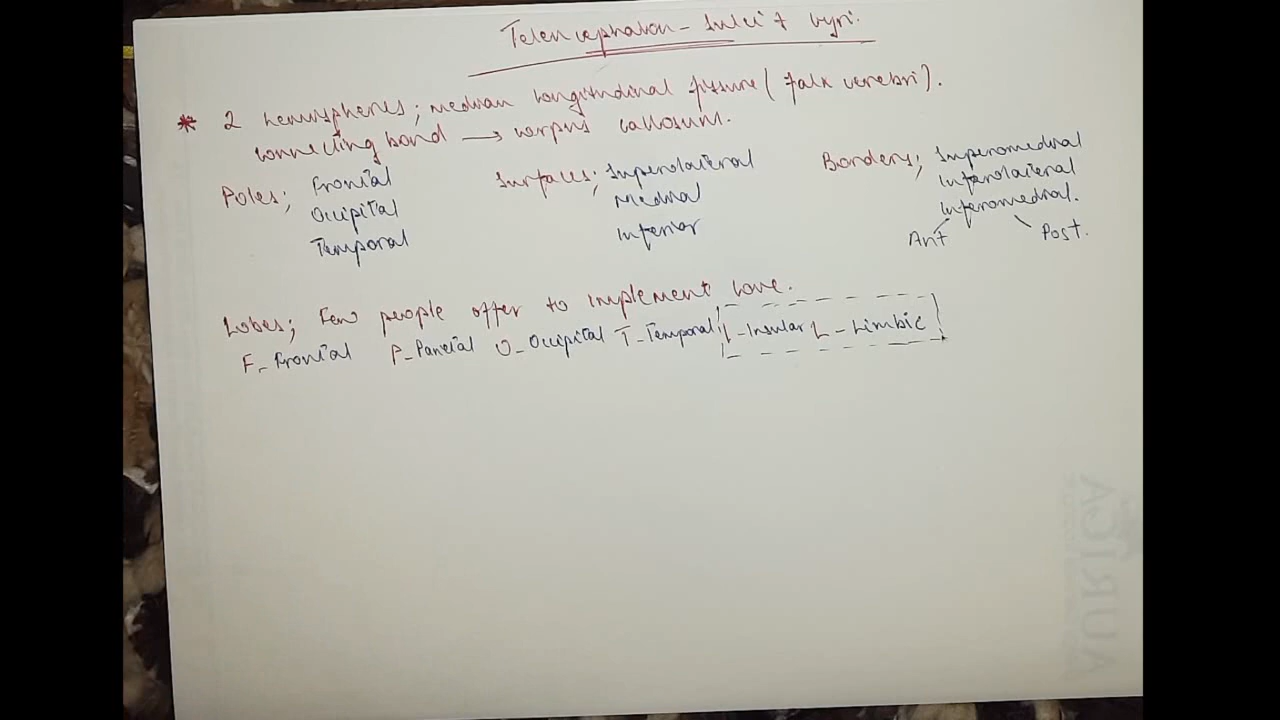 Telencephalon - Sulci & Gyri.
* 2 hemispheres; median longitudinal fissure (falx cerebri).
connecting band → corpus callosum.
Poles; Frontal
Occipital
Temporal
Surfaces; Superolateral
Medial
Inferior
Borders; Superomedial
Inferolateral
Inferomedial.
Ant Post.
Lobes; Few people offer to implement love.
F- Frontal P- Parietal O- Occipital T- Temporal I- Insular L- Limbic
AURIGA